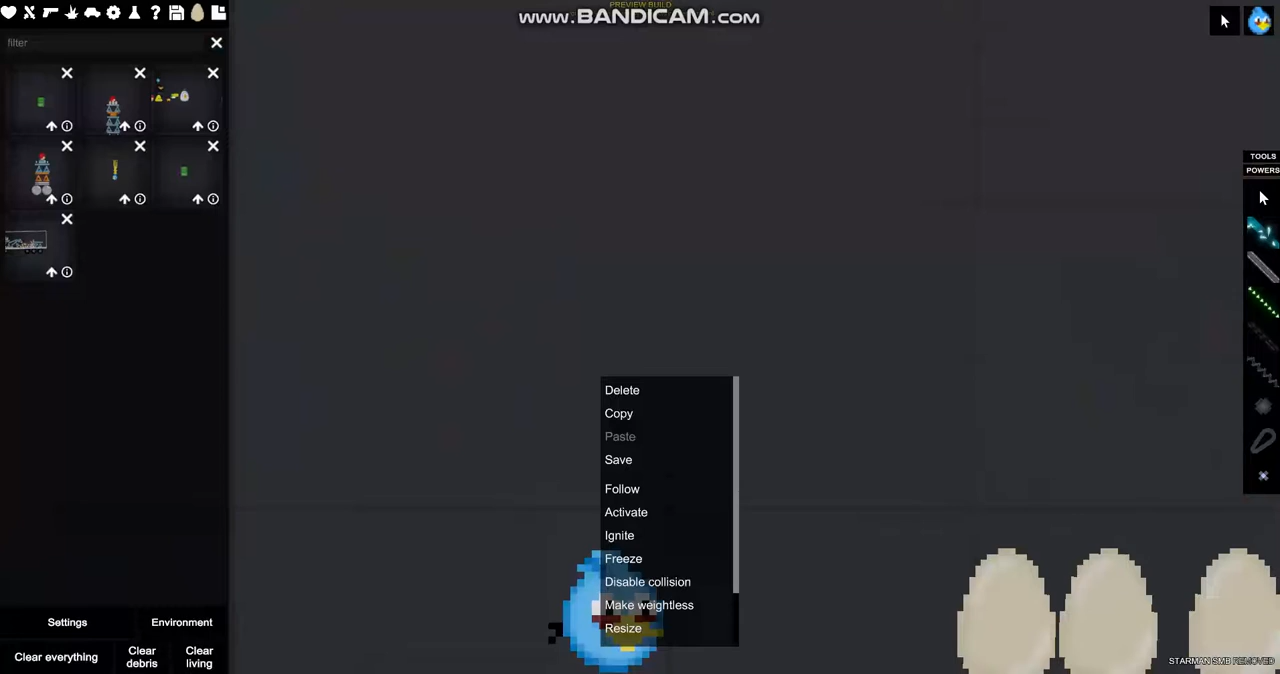 PREVIEW BUILD
www.BANDICAM.com
filter
TOOLS
POWERS
Delete
Copy
Paste
Save
Follow
Activate
Ignite
Freeze
Disable collision
Make weightless
Resize
Settings
Environment
Clear everything
Clear debris
Clear living
STARMAN SMB REMOVED